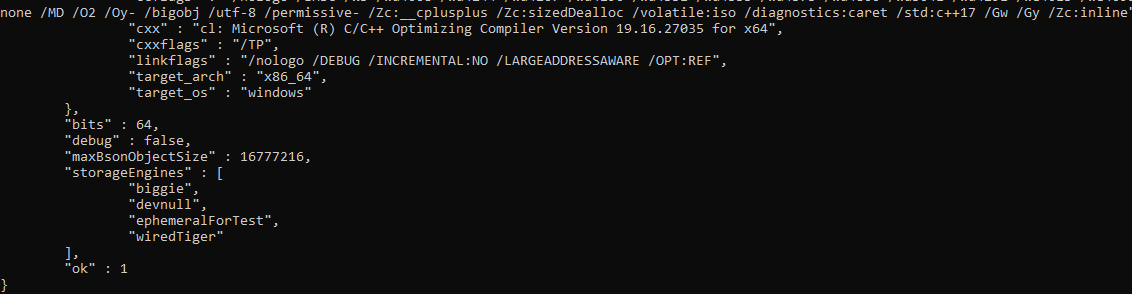 none /MD /O2 /Oy- /bigobj /utf-8 /permissive- /Zc:__cplusplus /Zc:sizedDealloc /volatile:iso /diagnostics:caret /std:c++17 /Gw /Gy /Zc:inline"
"cxx" : "cl: Microsoft (R) C/C++ Optimizing Compiler Version 19.16.27035 for x64",
"cxxflags" : "/TP",
"linkflags" : "/nologo /DEBUG /INCREMENTAL:NO /LARGEADDRESSAWARE /OPT:REF",
"target_arch" : "x86_64",
"target_os" : "windows"
},
"bits" : 64,
"debug" : false,
"maxBsonObjectSize" : 16777216,
"storageEngines" : [
"biggie",
"devnull",
"ephemeralForTest",
"wiredTiger"
],
"ok" : 1
}